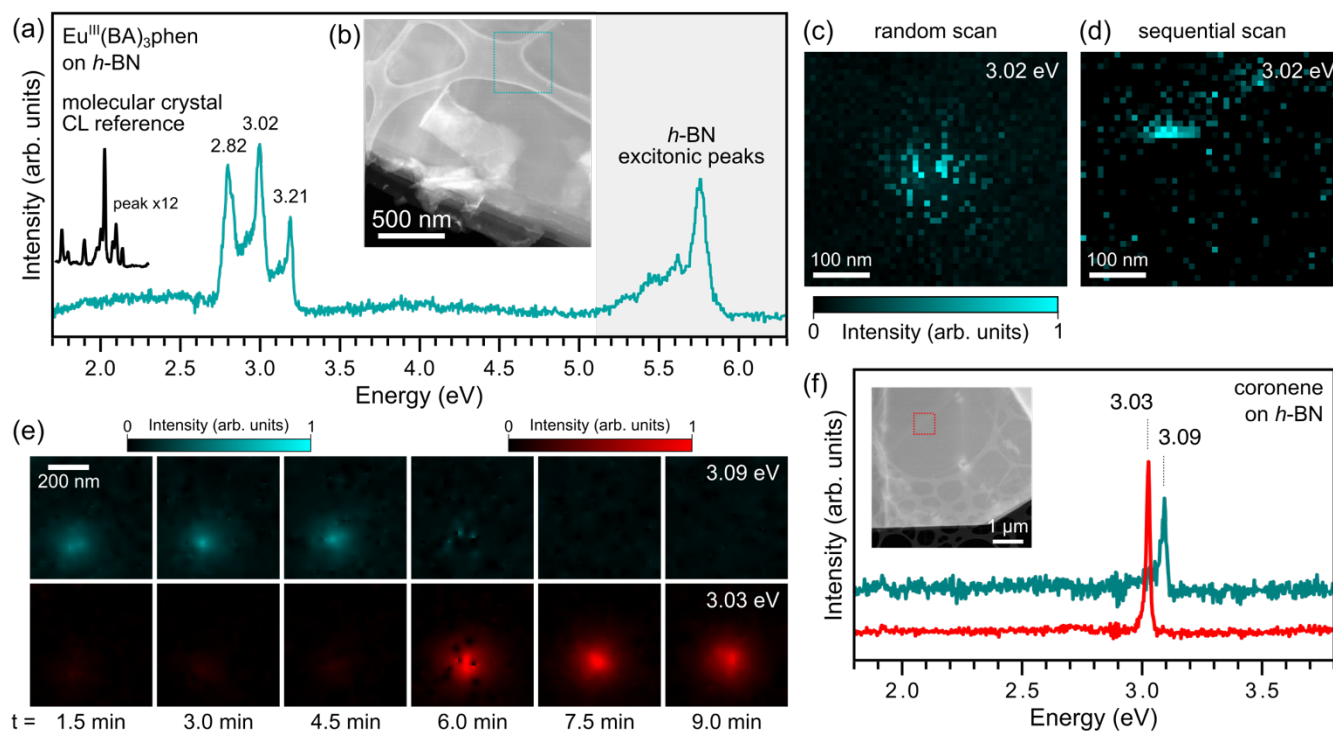 (a)
Eu^III(BA)₃phen
on h-BN
molecular crystal
CL reference
peak x12
2.82
3.02
3.21
h-BN
excitonic peaks
Intensity (arb. units)
2.0 2.5 3.0 3.5 4.0 4.5 5.0 5.5 6.0
Energy (eV)
(b)
500 nm
(c)
random scan
3.02 eV
100 nm
(d)
sequential scan
3.02 eV
100 nm
0 Intensity (arb. units) 1
(e)
Intensity (arb. units)
0 1
Intensity (arb. units)
0 1
200 nm
3.09 eV
3.03 eV
t = 1.5 min 3.0 min 4.5 min 6.0 min 7.5 min 9.0 min
(f)
coronene
on h-BN
3.03
3.09
1 µm
Intensity (arb. units)
2.0 2.5 3.0 3.5
Energy (eV)